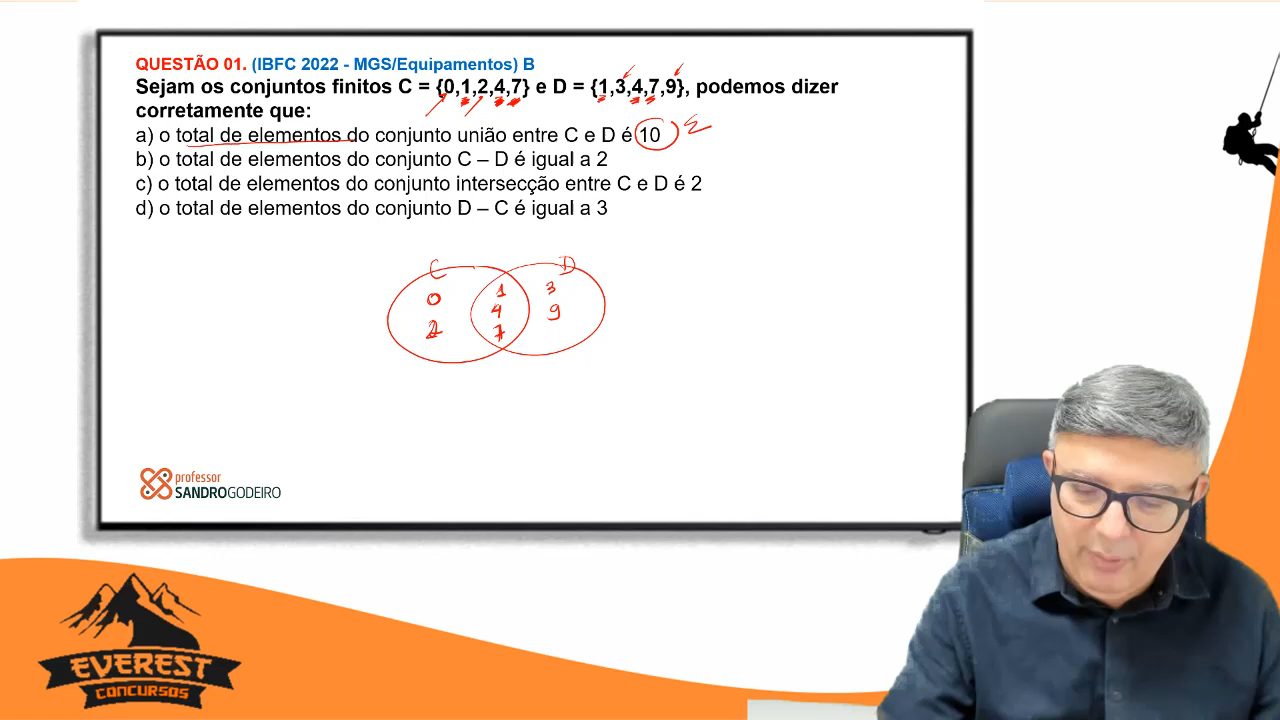 QUESTÃO 01. (IBFC 2022 - MGS/Equipamentos) B
Sejam os conjuntos finitos C = {0,1,2,4,7} e D = {1,3,4,7,9}, podemos dizer
corretamente que:
a) o total de elementos do conjunto união entre C e D é 10
b) o total de elementos do conjunto C – D é igual a 2
c) o total de elementos do conjunto intersecção entre C e D é 2
d) o total de elementos do conjunto D – C é igual a 3
C D
0 1 3
2 4 9
7
professor
SANDROGODEIRO
EVEREST
CONCURSOS